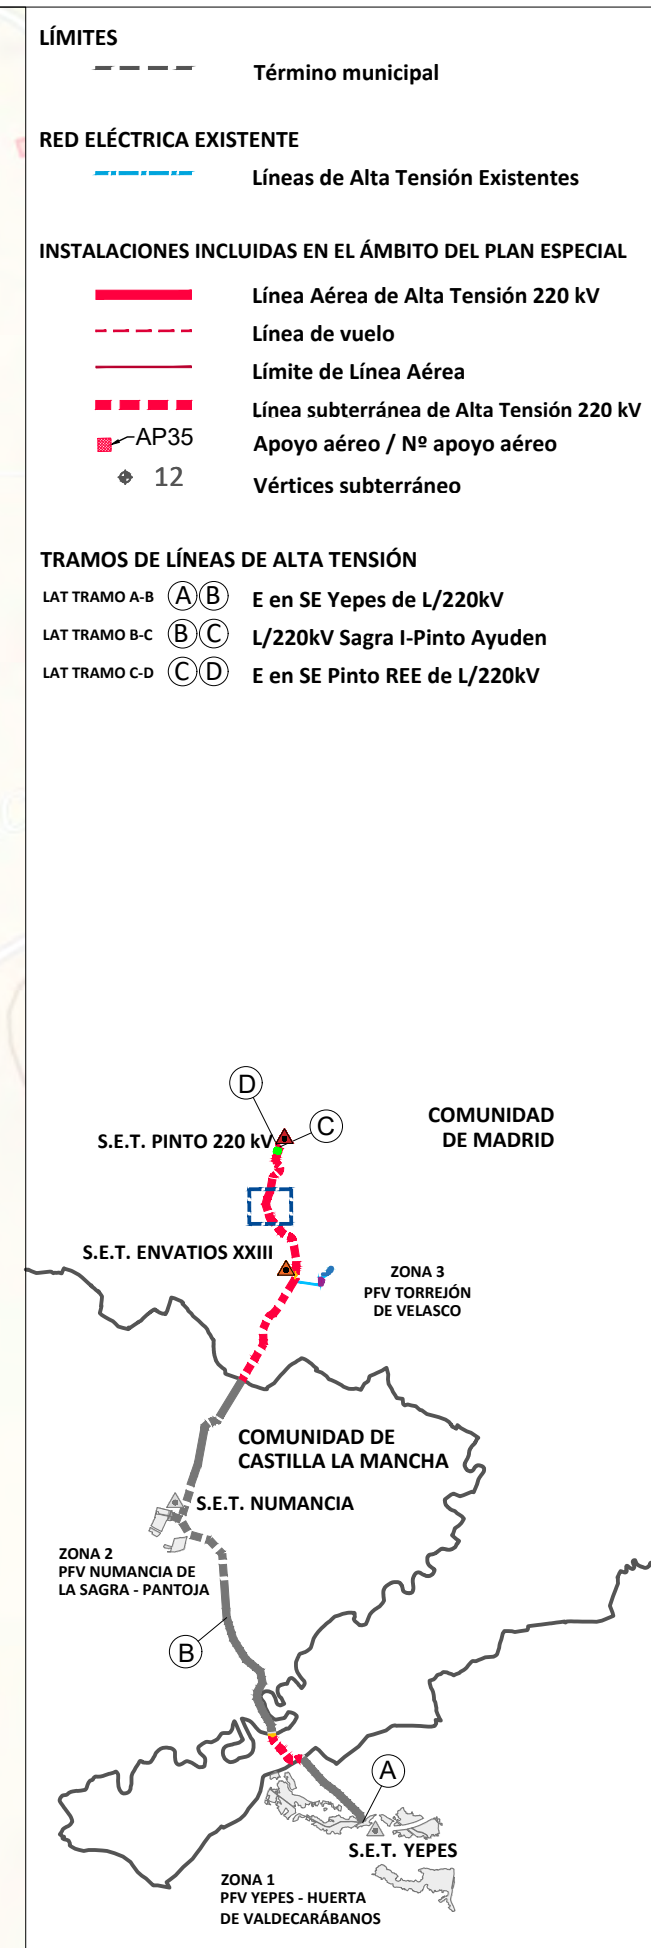 LÍMITES
Término municipal
RED ELÉCTRICA EXISTENTE
Líneas de Alta Tensión Existentes
INSTALACIONES INCLUIDAS EN EL ÁMBITO DEL PLAN ESPECIAL
Línea Aérea de Alta Tensión 220 kV
Línea de vuelo
Límite de Línea Aérea
Línea subterránea de Alta Tensión 220 kV
AP35 Apoyo aéreo / Nº apoyo aéreo
12 Vértices subterráneo
TRAMOS DE LÍNEAS DE ALTA TENSIÓN
LAT TRAMO A-B A B E en SE Yepes de L/220kV
LAT TRAMO B-C B C L/220kV Sagra I-Pinto Ayuden
LAT TRAMO C-D C D E en SE Pinto REE de L/220kV
D
C
COMUNIDAD
DE MADRID
S.E.T. PINTO 220 kV
S.E.T. ENVATIOS XXIII
ZONA 3
PFV TORREJÓN
DE VELASCO
COMUNIDAD DE
CASTILLA LA MANCHA
S.E.T. NUMANCIA
ZONA 2
PFV NUMANCIA DE
LA SAGRA - PANTOJA
B
A
S.E.T. YEPES
ZONA 1
PFV YEPES - HUERTA
DE VALDECARÁBANOS